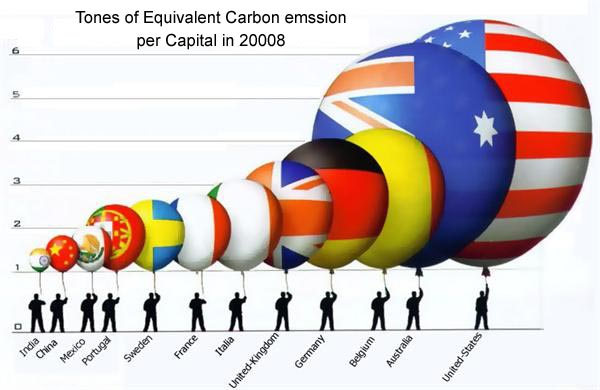 Tones of Equivalent Carbon emssion
per Capital in 20008
6
5
4
3
2
1
0
India
China
Mexico
Portugal
Sweden
France
Italia
United-Kingdom
Germany
Belgium
Australia
United-States